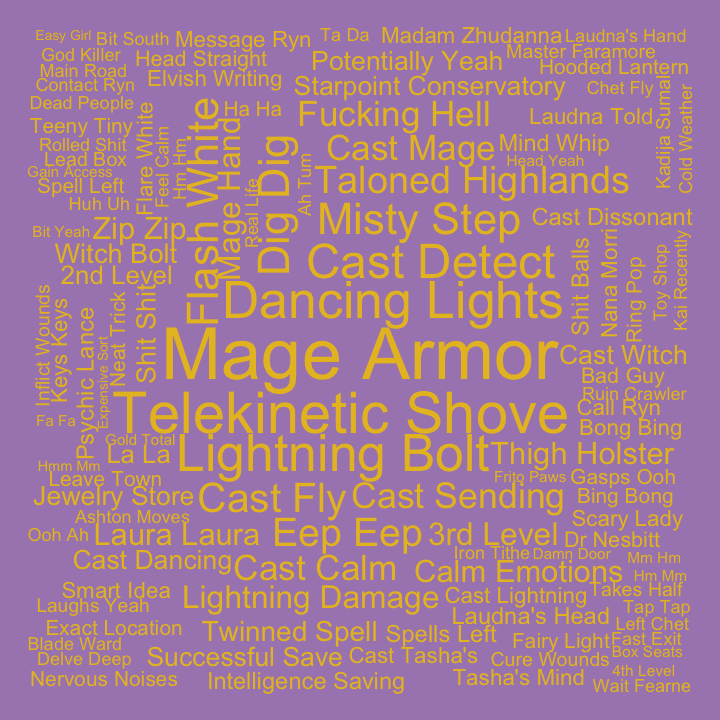 Easy Girl
Bit South
Message Ryn
Ta Da
Madam Zhudanna
Laudna's Hand
God Killer
Head Straight
Potentially Yeah
Master Faramore
Main Road
Elvish Writing
Hooded Lantern
Contact Ryn
Starpoint Conservatory
Chet Fly
Dead People
Ha Ha
Fucking Hell
Laudna Told
Kadija Sumal
Cold Weather
Teeny Tiny
Flare White
Feel Calm
Hm Hm
Flash White
Mage Hand
Dig Dig
Rolled Shit
Cast Mage
Mind Whip
Lead Box
Head Yeah
Gain Access
Real Life
Ah Tum
Taloned Highlands
Spell Left
Huh Uh
Misty Step
Cast Dissonant
Bit Yeah
Zip Zip
Witch Bolt
Cast Detect
Shit Balls
Nana Morri
Ring Pop
Toy Shop
Kai Recently
2nd Level
Dancing Lights
Inflict Wounds
Keys Keys
Psychic Lance
Expensive Sort
Neat Trick
Shit Shit
Mage Armor
Cast Witch
Bad Guy
Ruin Crawler
Telekinetic Shove
Call Ryn
Fa Fa
Bong Bing
Gold Total
La La
Lightning Bolt
Thigh Holster
Hmm Mm
Leave Town
Frito Paws
Gasps Ooh
Jewelry Store
Cast Fly
Cast Sending
Bing Bong
Ashton Moves
Scary Lady
Ooh Ah
Laura Laura
Eep Eep
3rd Level
Dr Nesbitt
Cast Dancing
Cast Calm
Iron Tithe
Damn Door
Mm Hm
Calm Emotions
Hm Mm
Smart Idea
Lightning Damage
Cast Lightning
Takes Half
Laughs Yeah
Laudna's Head
Tap Tap
Exact Location
Twinned Spell
Spells Left
Left Chet
Blade Ward
Fairy Light
Fast Exit
Delve Deep
Successful Save
Cast Tasha's
Cure Wounds
Box Seats
Nervous Noises
Intelligence Saving
Tasha's Mind
4th Level
Wait Fearne